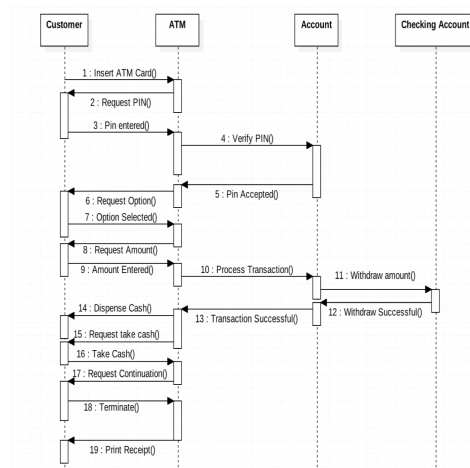 Customer
ATM
Account
Checking Account
1 : Insert ATM Card()
2 : Request PIN()
3 : Pin entered()
4 : Verify PIN()
5 : Pin Accepted()
6 : Request Option()
7 : Option Selected()
8 : Request Amount()
9 : Amount Entered()
10 : Process Transaction()
11 : Withdraw amount()
12 : Withdraw Successful()
13 : Transaction Successful()
14 : Dispense Cash()
15 : Request take cash()
16 : Take Cash()
17 : Request Continuation()
18 : Terminate()
19 : Print Receipt()